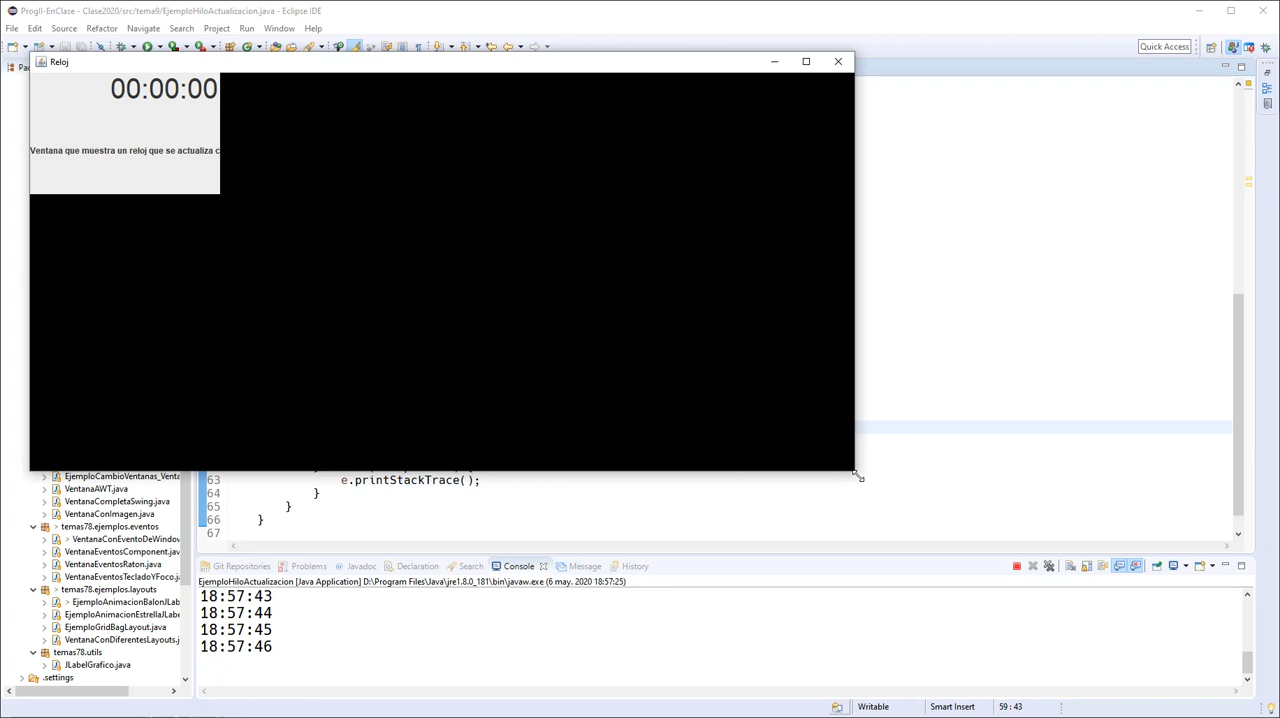 ProgII-EnClase - Clase2020/src/tema9/EjemploHiloActualizacion.java - Eclipse IDE
File Edit Source Refactor Navigate Search Project Run Window Help
Quick Access
Reloj
00:00:00
Ventana que muestra un reloj que se actualiza c
EjemploCambioVentanas_Venta
VentanaAWT.java
VentanaCompletaSwing.java
VentanaConImagen.java
> temas78.ejemplos.eventos
> VentanaConEventoDeWindow
VentanaEventosComponent.java
VentanaEventosRaton.java
VentanaEventosTecladoYFoco.j
> temas78.ejemplos.layouts
> EjemploAnimacionBalonJLab
EjemploAnimacionEstrellaJLabe
EjemploGridBagLayout.java
VentanaConDiferentesLayouts.j
temas78.utils
JLabelGrafico.java
.settings
63 e.printStackTrace();
64 }
65 }
66 }
67
Git Repositories Problems Javadoc Declaration Search Console Message History
EjemploHiloActualizacion [Java Application] D:\Program Files\Java\jre1.8.0_181\bin\javaw.exe (6 may. 2020 18:57:25)
18:57:43
18:57:44
18:57:45
18:57:46
Writable Smart Insert 59 : 43